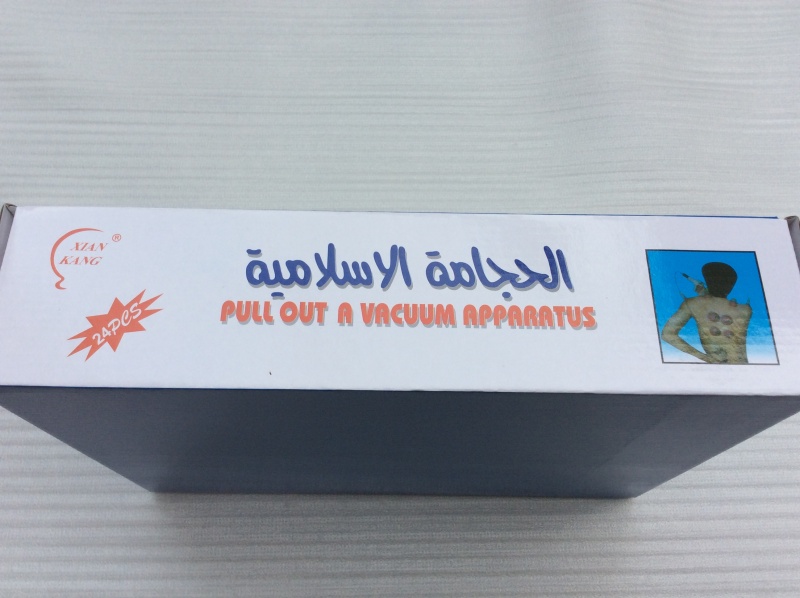 XIAN ®
KANG
24PCS
الحجامة الاسلامية
PULL OUT A VACUUM APPARATUS